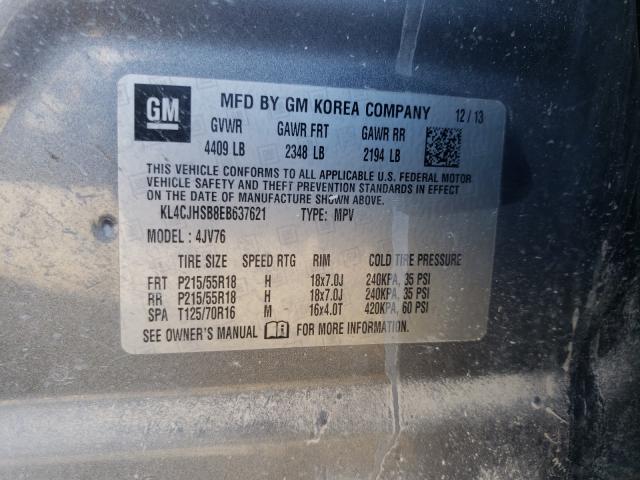 GM
MFD BY GM KOREA COMPANY 12 / 13
GVWR GAWR FRT GAWR RR
4409 LB 2348 LB 2194 LB
THIS VEHICLE CONFORMS TO ALL APPLICABLE U.S. FEDERAL MOTOR
VEHICLE SAFETY AND THEFT PREVENTION STANDARDS IN EFFECT
ON THE DATE OF MANUFACTURE SHOWN ABOVE.
KL4CJHSB8EB637621 TYPE: MPV
MODEL : 4JV76
TIRE SIZE SPEED RTG RIM COLD TIRE PRESSURE
FRT P215/55R18 H 18x7.0J 240KPA, 35 PSI
RR P215/55R18 H 18x7.0J 240KPA, 35 PSI
SPA T125/70R16 M 16x4.0T 420KPA, 60 PSI
SEE OWNER'S MANUAL FOR MORE INFORMATION.